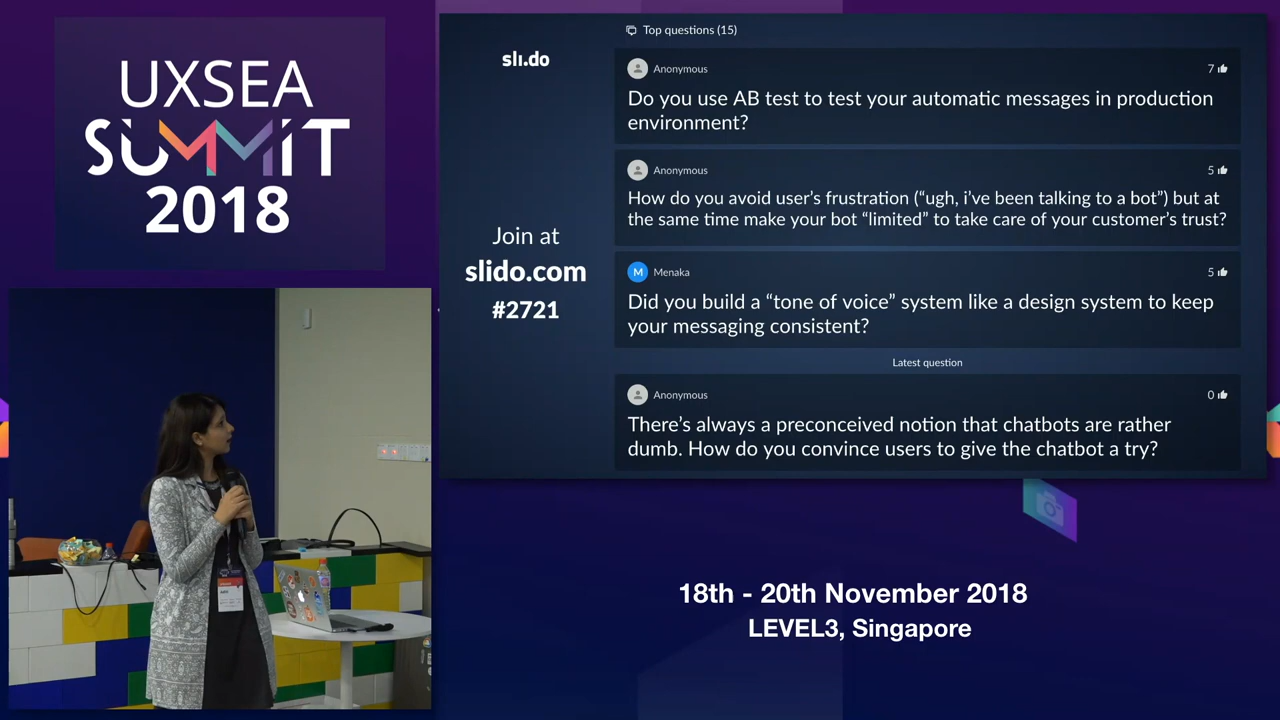 UXSEA
SUMMIT
2018
sli.do
Join at
slido.com
#2721
Top questions (15)
Anonymous
7
Do you use AB test to test your automatic messages in production
environment?
Anonymous
5
How do you avoid user's frustration (“ugh, i've been talking to a bot”) but at
the same time make your bot “limited” to take care of your customer's trust?
M
Menaka
5
Did you build a “tone of voice” system like a design system to keep
your messaging consistent?
Latest question
Anonymous
0
There's always a preconceived notion that chatbots are rather
dumb. How do you convince users to give the chatbot a try?
18th - 20th November 2018
LEVEL3, Singapore